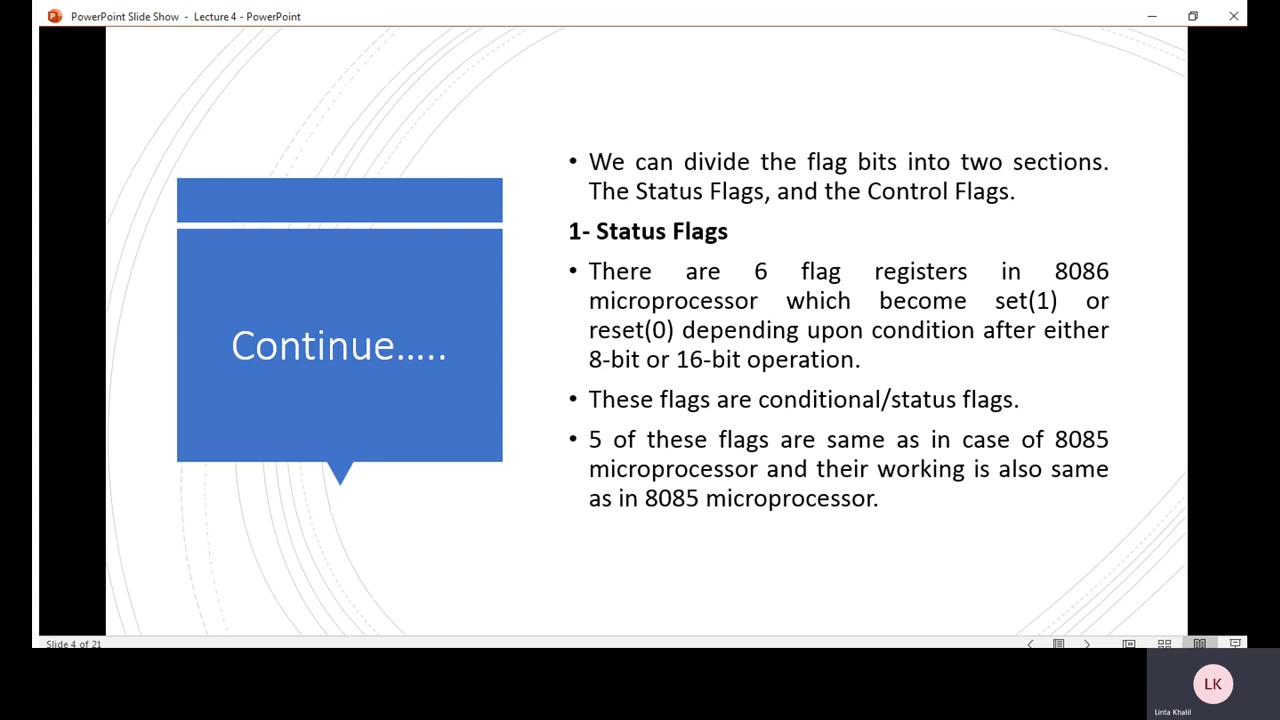 PowerPoint Slide Show - Lecture 4 - PowerPoint
Continue.....
• We can divide the flag bits into two sections.
The Status Flags, and the Control Flags.
1- Status Flags
• There are 6 flag registers in 8086
microprocessor which become set(1) or
reset(0) depending upon condition after either
8-bit or 16-bit operation.
• These flags are conditional/status flags.
• 5 of these flags are same as in case of 8085
microprocessor and their working is also same
as in 8085 microprocessor.
Slide 4 of 21
LK
Linta Khalil